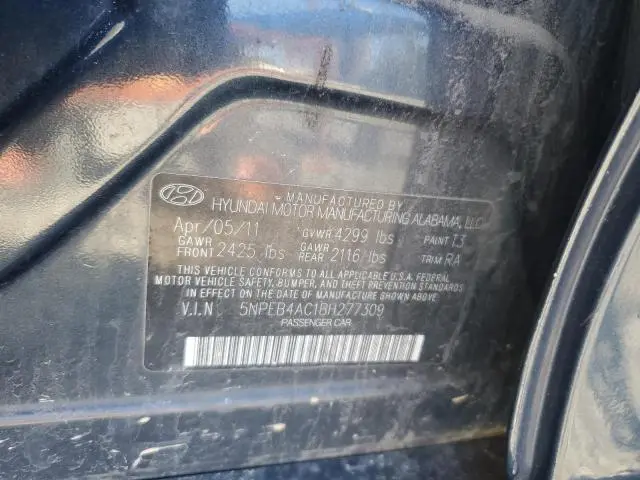 MANUFACTURED BY
HYUNDAI MOTOR MANUFACTURING ALABAMA, LLC
Apr/05/11 GVWR 4299 lbs PAINT T3
GAWR FRONT 2425 lbs GAWR REAR 2116 lbs TRIM RA
THIS VEHICLE CONFORMS TO ALL APPLICABLE U.S.A. FEDERAL
MOTOR VEHICLE SAFETY, BUMPER, AND THEFT PREVENTION STANDARDS
IN EFFECT ON THE DATE OF MANUFACTURE SHOWN ABOVE.
V.I.N 5NPEB4AC1BH277309
PASSENGER CAR